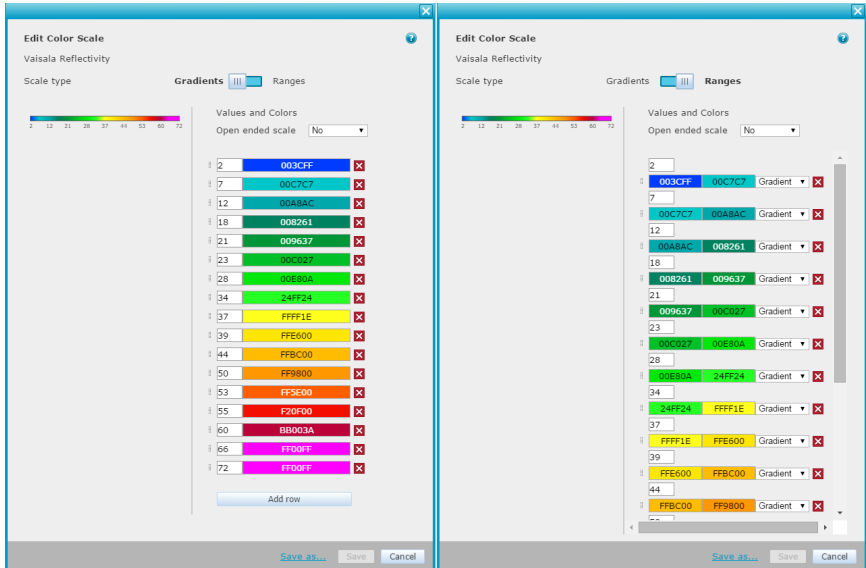 Edit Color Scale
Vaisala Reflectivity
Scale type Gradients Ranges
2 12 21 28 37 44 53 60 72
Values and Colors
Open ended scale No
2 003CFF
7 00C7C7
12 00A8AC
18 008261
21 009637
23 00C027
28 00E80A
34 24FF24
37 FFFF1E
39 FFE600
44 FFBC00
50 FF9800
53 FF5E00
55 F20F00
60 BB003A
66 FF00FF
72 FF00FF
Add row
Save as... Save Cancel
Edit Color Scale
Vaisala Reflectivity
Scale type Gradients Ranges
2 12 21 28 37 44 53 60 72
Values and Colors
Open ended scale No
2
003CFF 00C7C7 Gradient
7
00C7C7 00A8AC Gradient
12
00A8AC 008261 Gradient
18
008261 009637 Gradient
21
009637 00C027 Gradient
23
00C027 00E80A Gradient
28
00E80A 24FF24 Gradient
34
24FF24 FFFF1E Gradient
37
FFFF1E FFE600 Gradient
39
FFE600 FFBC00 Gradient
44
FFBC00 FF9800 Gradient
Save as... Save Cancel